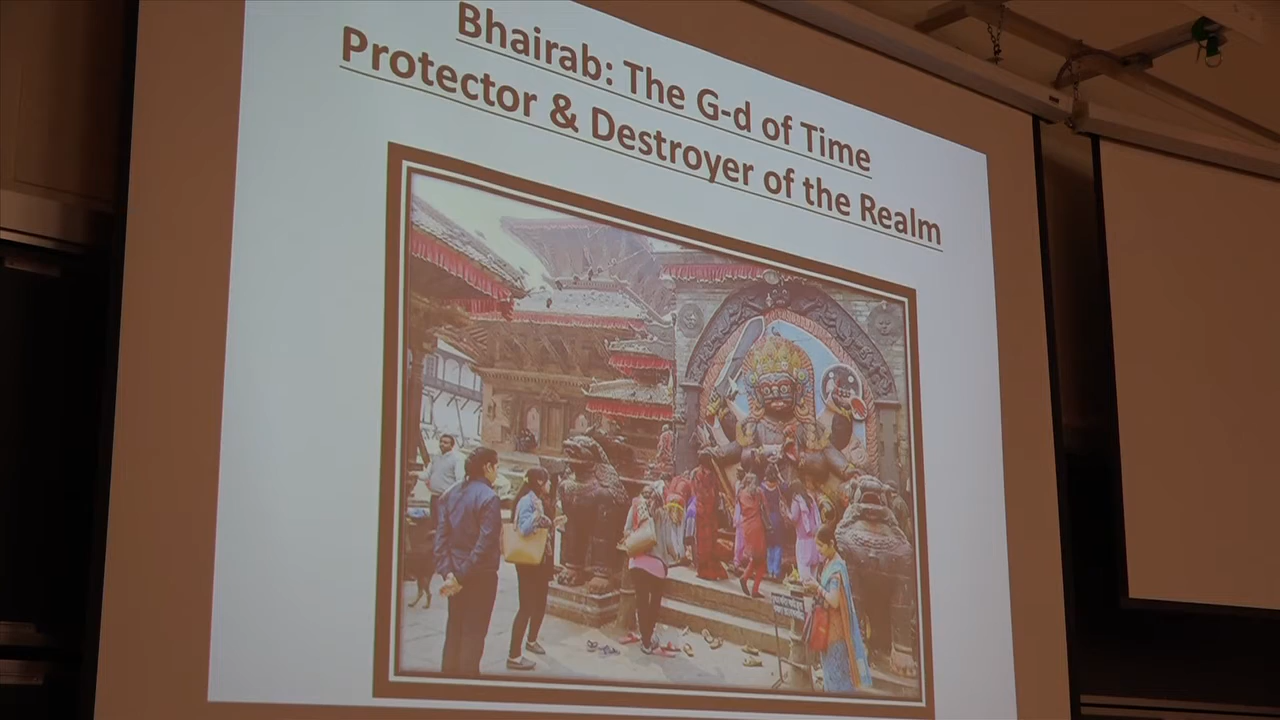 Bhairab: The G-d of Time
Protector & Destroyer of the Realm